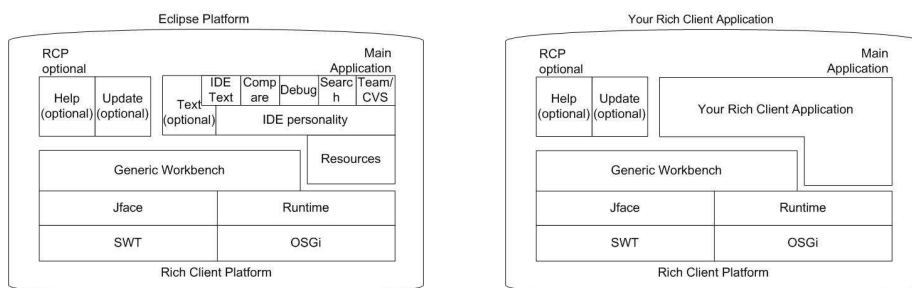 Eclipse Platform
RCP
optional
Main
Application
Help
(optional)
Update
(optional)
Text
(optional)
IDE
Text
Comp
are
Debug
Searc
h
Team/
CVS
IDE personality
Resources
Generic Workbench
Jface
Runtime
SWT
OSGi
Rich Client Platform
Your Rich Client Application
RCP
optional
Main
Application
Help
(optional)
Update
(optional)
Your Rich Client Application
Generic Workbench
Jface
Runtime
SWT
OSGi
Rich Client Platform